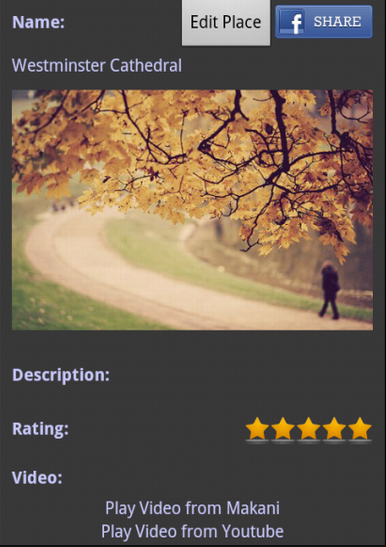 Name:
Edit Place
f SHARE
Westminster Cathedral
Description:
Rating:
Video:
Play Video from Makani
Play Video from Youtube